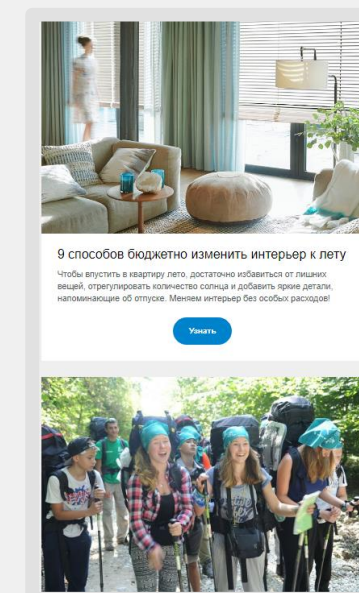 9 способов бюджетно изменить интерьер к лету
Чтобы впустить в квартиру лето, достаточно избавиться от лишних
вещей, отрегулировать количество солнца и добавить яркие детали,
напоминающие об отпуске. Меняем интерьер без особых расходов!
Узнать